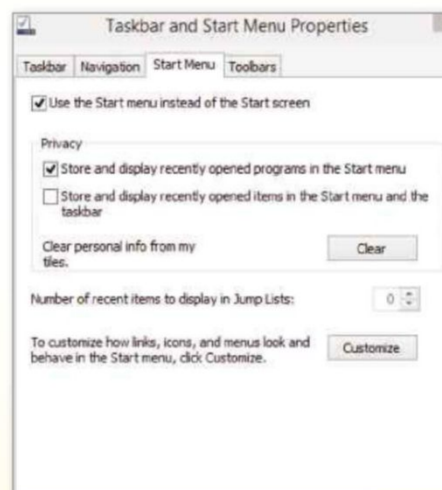 Taskbar and Start Menu Properties
Taskbar Navigation Start Menu Toolbars
Use the Start menu instead of the Start screen
Privacy
Store and display recently opened programs in the Start menu
Store and display recently opened items in the Start menu and the
taskbar
Clear personal info from my
tiles.
Clear
Number of recent items to display in Jump Lists:
0
To customize how links, icons, and menus look and
behave in the Start menu, click Customize.
Customize